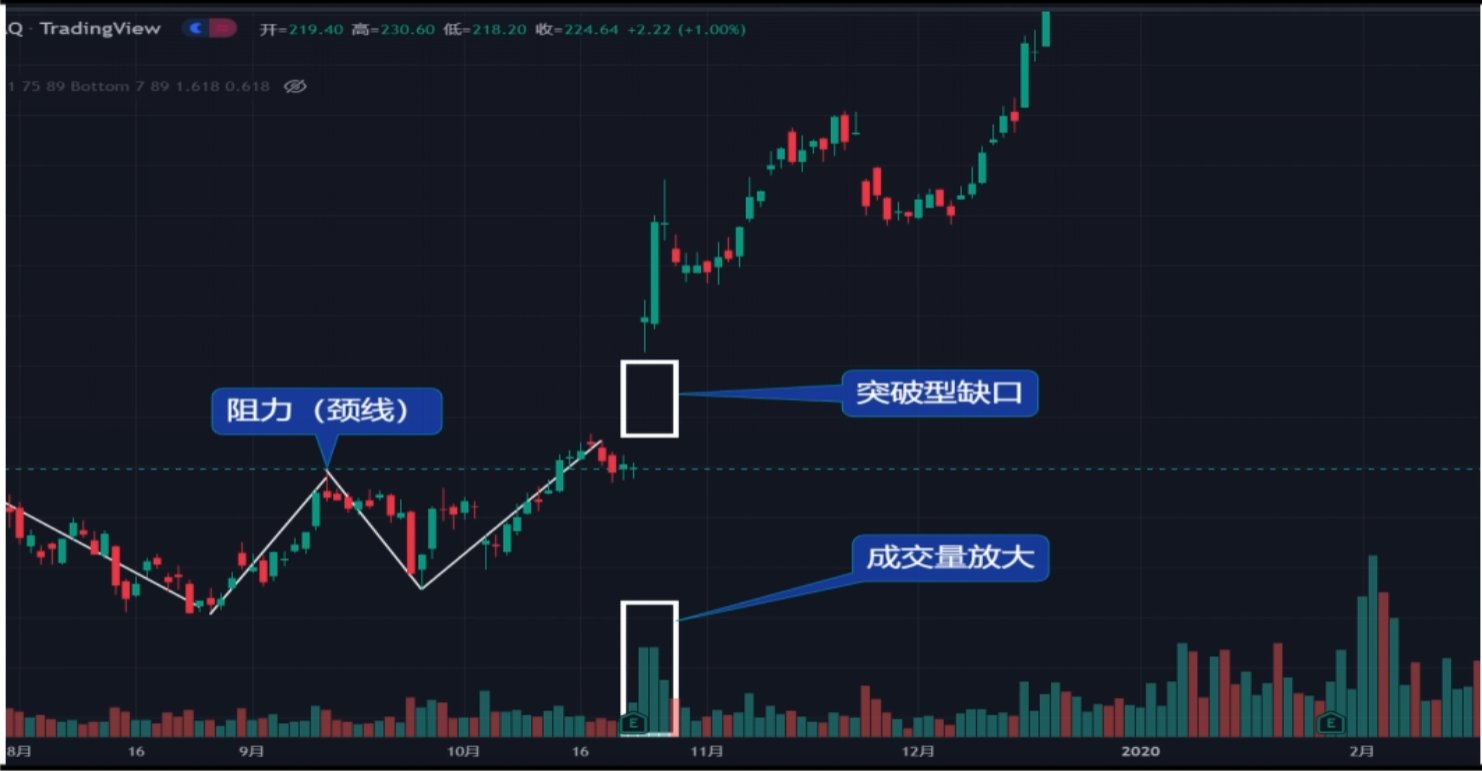 Q · TradingView 开=219.40 高=230.60 低=218.20 收=224.64 +2.22 (+1.00%)
1 75 89 Bottom 7 89 1.618 0.618
突破型缺口
阻力（颈线）
成交量放大
E
E
8月 16 9月 10月 16 11月 12月 2020 2月